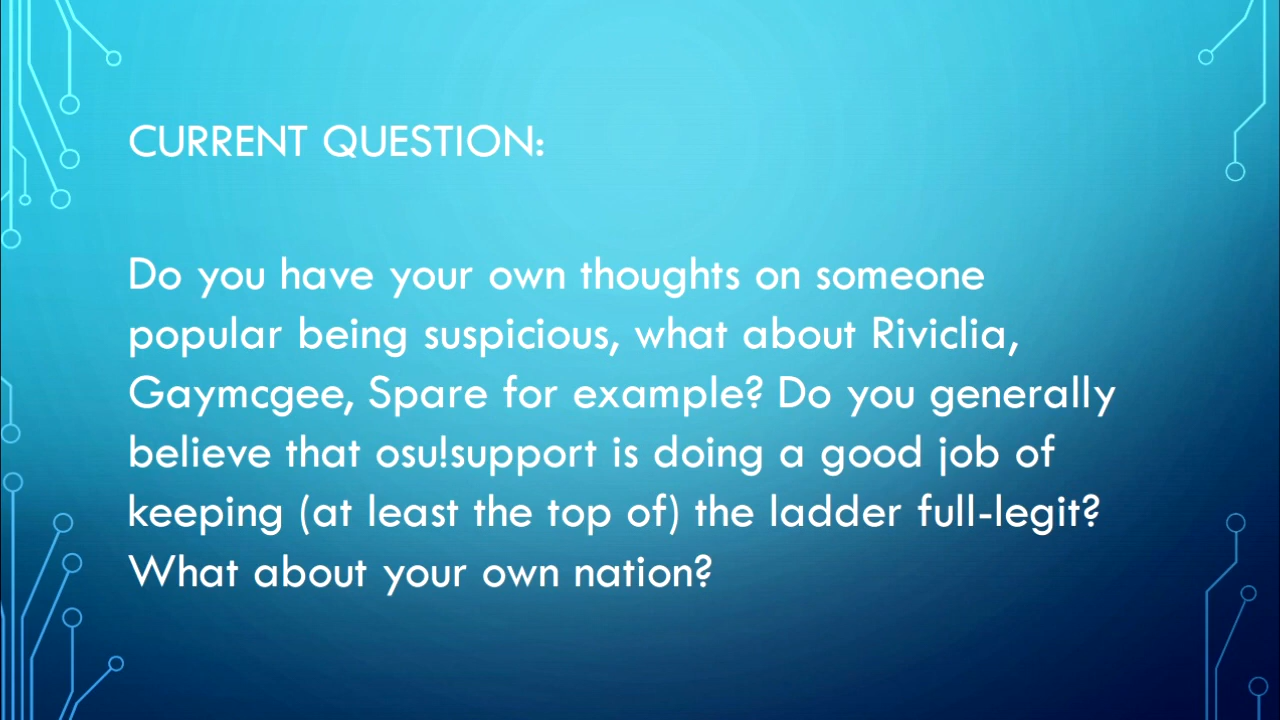 CURRENT QUESTION:
Do you have your own thoughts on someone
popular being suspicious, what about Riviclia,
Gaymcgee, Spare for example? Do you generally
believe that osu!support is doing a good job of
keeping (at least the top of) the ladder full-legit?
What about your own nation?